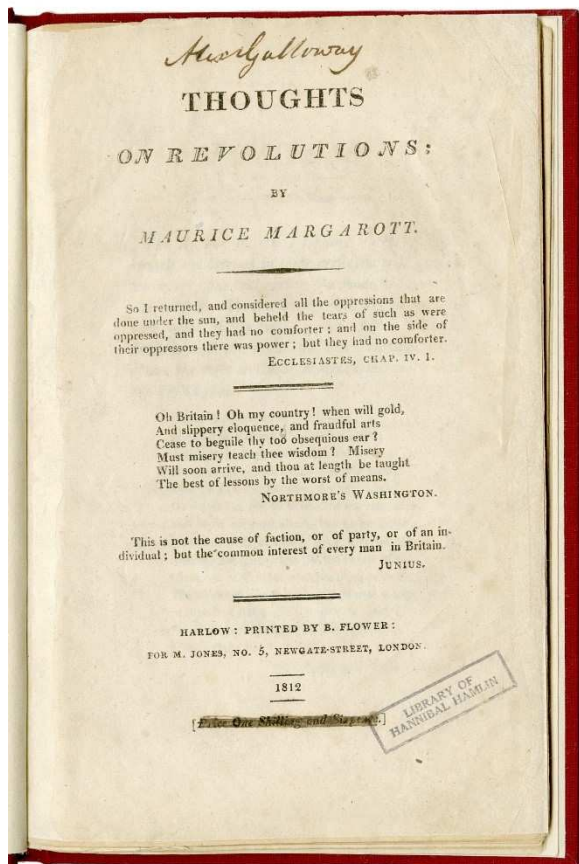 Alexr Galloway
THOUGHTS
ON REVOLUTIONS:
BY
MAURICE MARGAROTT.
So I returned, and considered all the oppressions that are
done under the sun, and beheld the tears of such as were
oppressed, and they had no comforter; and on the side of
their oppressors there was power; but they had no comforter.
ECCLESIASTES, CHAP. IV. 1.
Oh Britain! Oh my country! when will gold,
And slippery eloquence, and fraudful arts
Cease to beguile thy too obsequious ear?
Must misery teach thee wisdom? Misery
Will soon arrive, and thou at length be taught
The best of lessons by the worst of means.
NORTHMORE'S WASHINGTON.
This is not the cause of faction, or of party, or of an in-
dividual; but the common interest of every man in Britain.
JUNIUS.
HARLOW: PRINTED BY B. FLOWER:
FOR M. JONES, NO. 5, NEWGATE-STREET, LONDON.
1812
[Price One Shilling and Sixpence.]
LIBRARY OF
HANNIBAL HAMLIN